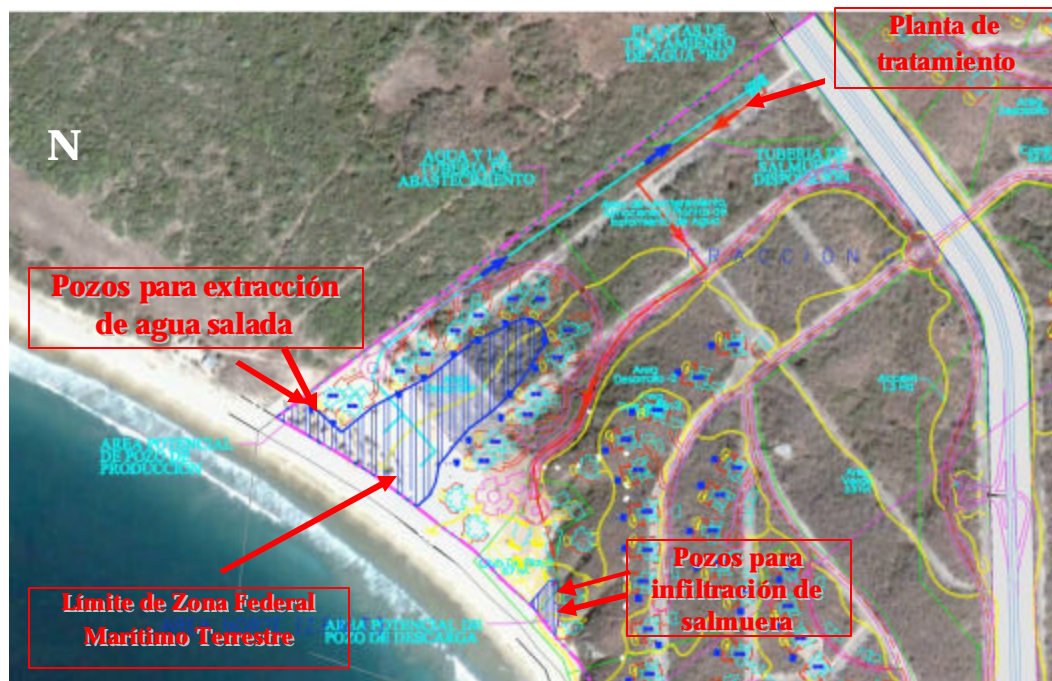 Planta de
tratamiento
PLANTAS DE
TRATAMIENTO
DE AGUA "RO"
N
AGUA Y LA
TUBERIA DE
ABASTECIMIENTO
TUBERIA DE
SALMUERA
DISPOSICION
FRACCION
Pozos para extracción
de agua salada
Area
Desarrollo
AREA POTENCIAL
DE POZO DE
PRODUCCION
Límite de Zona Federal
Marítimo Terrestre
AREA POTENCIAL DE
POZO DE DESCARGA
Pozos para
infiltración de
salmuera